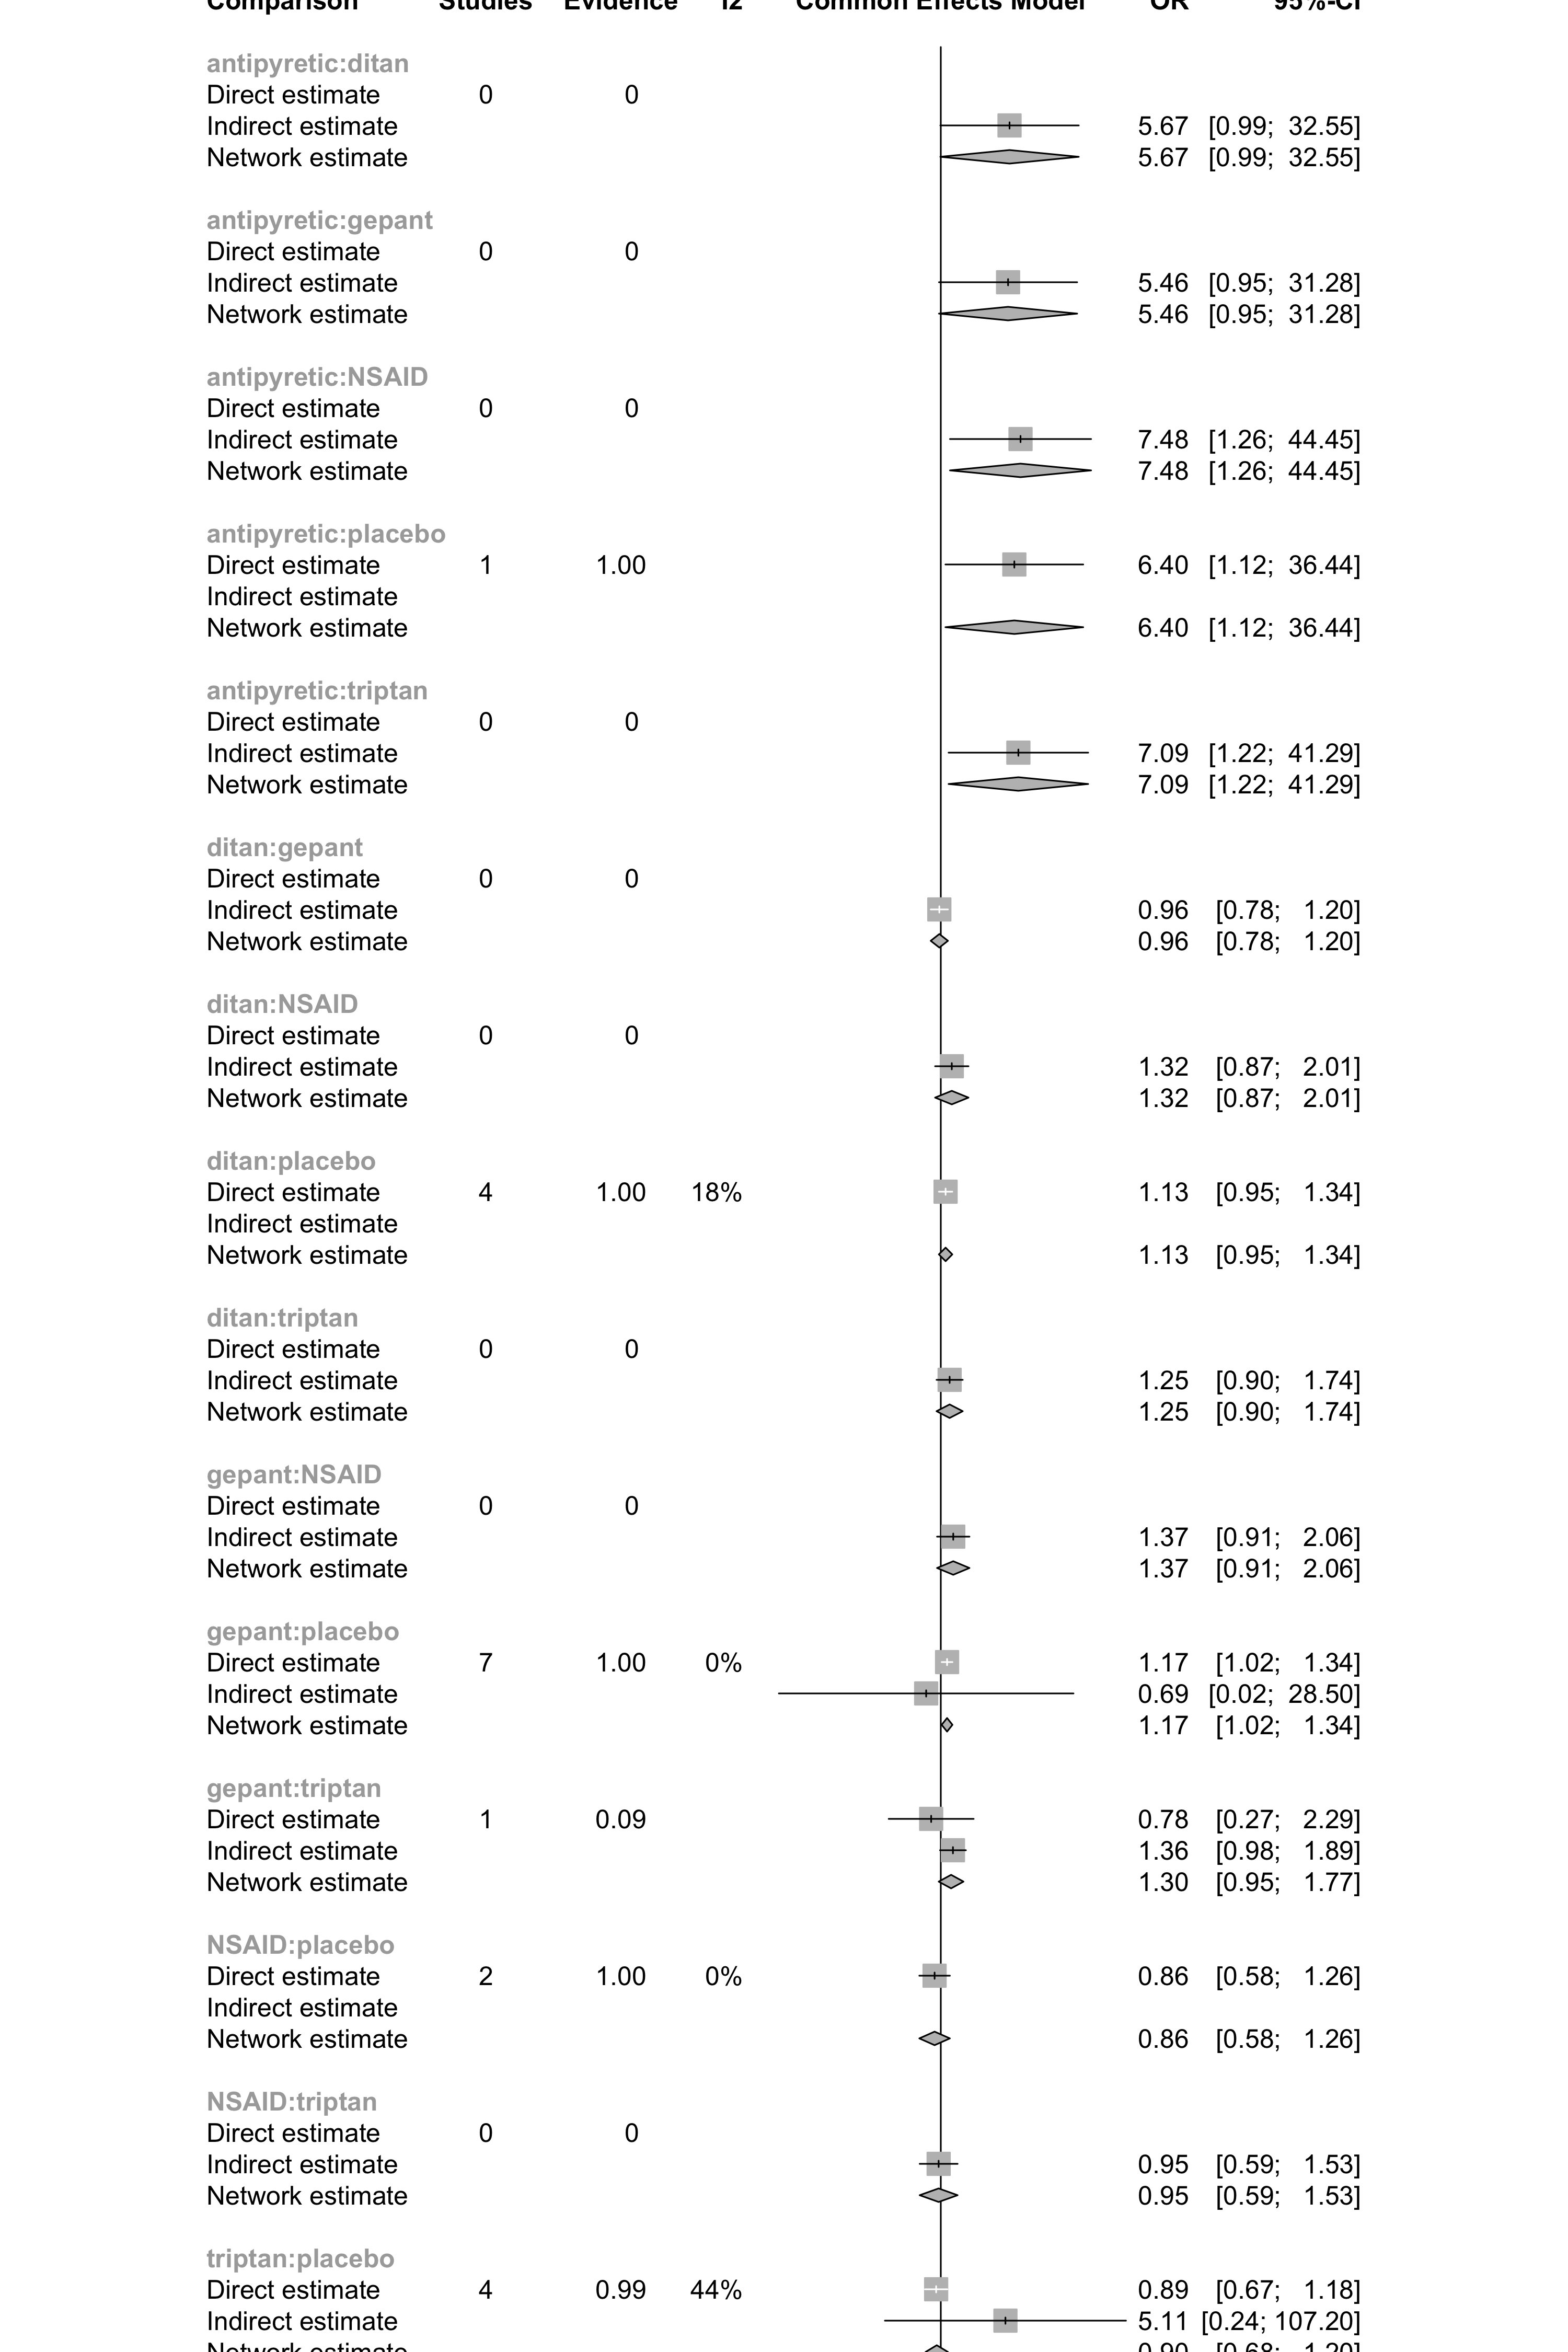 Comparison Studies Evidence I2 Common Effects Model OR 95%-CI
antipyretic:ditan
Direct estimate 0 0
Indirect estimate 5.67 [0.99; 32.55]
Network estimate 5.67 [0.99; 32.55]
antipyretic:gepant
Direct estimate 0 0
Indirect estimate 5.46 [0.95; 31.28]
Network estimate 5.46 [0.95; 31.28]
antipyretic:NSAID
Direct estimate 0 0
Indirect estimate 7.48 [1.26; 44.45]
Network estimate 7.48 [1.26; 44.45]
antipyretic:placebo
Direct estimate 1 1.00 6.40 [1.12; 36.44]
Indirect estimate
Network estimate 6.40 [1.12; 36.44]
antipyretic:triptan
Direct estimate 0 0
Indirect estimate 7.09 [1.22; 41.29]
Network estimate 7.09 [1.22; 41.29]
ditan:gepant
Direct estimate 0 0
Indirect estimate 0.96 [0.78; 1.20]
Network estimate 0.96 [0.78; 1.20]
ditan:NSAID
Direct estimate 0 0
Indirect estimate 1.32 [0.87; 2.01]
Network estimate 1.32 [0.87; 2.01]
ditan:placebo
Direct estimate 4 1.00 18% 1.13 [0.95; 1.34]
Indirect estimate
Network estimate 1.13 [0.95; 1.34]
ditan:triptan
Direct estimate 0 0
Indirect estimate 1.25 [0.90; 1.74]
Network estimate 1.25 [0.90; 1.74]
gepant:NSAID
Direct estimate 0 0
Indirect estimate 1.37 [0.91; 2.06]
Network estimate 1.37 [0.91; 2.06]
gepant:placebo
Direct estimate 7 1.00 0% 1.17 [1.02; 1.34]
Indirect estimate 0.69 [0.02; 28.50]
Network estimate 1.17 [1.02; 1.34]
gepant:triptan
Direct estimate 1 0.09 0.78 [0.27; 2.29]
Indirect estimate 1.36 [0.98; 1.89]
Network estimate 1.30 [0.95; 1.77]
NSAID:placebo
Direct estimate 2 1.00 0% 0.86 [0.58; 1.26]
Indirect estimate
Network estimate 0.86 [0.58; 1.26]
NSAID:triptan
Direct estimate 0 0
Indirect estimate 0.95 [0.59; 1.53]
Network estimate 0.95 [0.59; 1.53]
triptan:placebo
Direct estimate 4 0.99 44% 0.89 [0.67; 1.18]
Indirect estimate 5.11 [0.24; 107.20]
Network estimate 0.90 [0.68; 1.20]